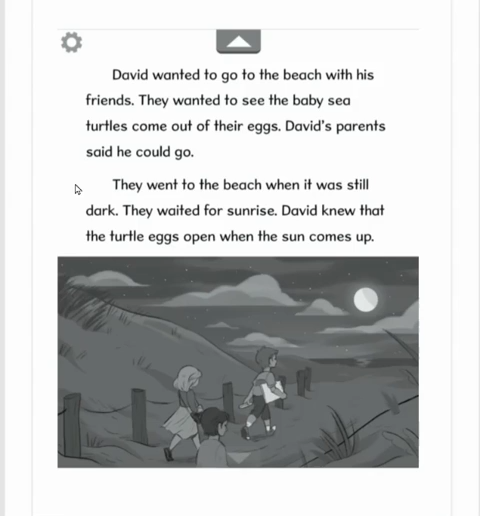 David wanted to go to the beach with his
friends. They wanted to see the baby sea
turtles come out of their eggs. David's parents
said he could go.
They went to the beach when it was still
dark. They waited for sunrise. David knew that
the turtle eggs open when the sun comes up.